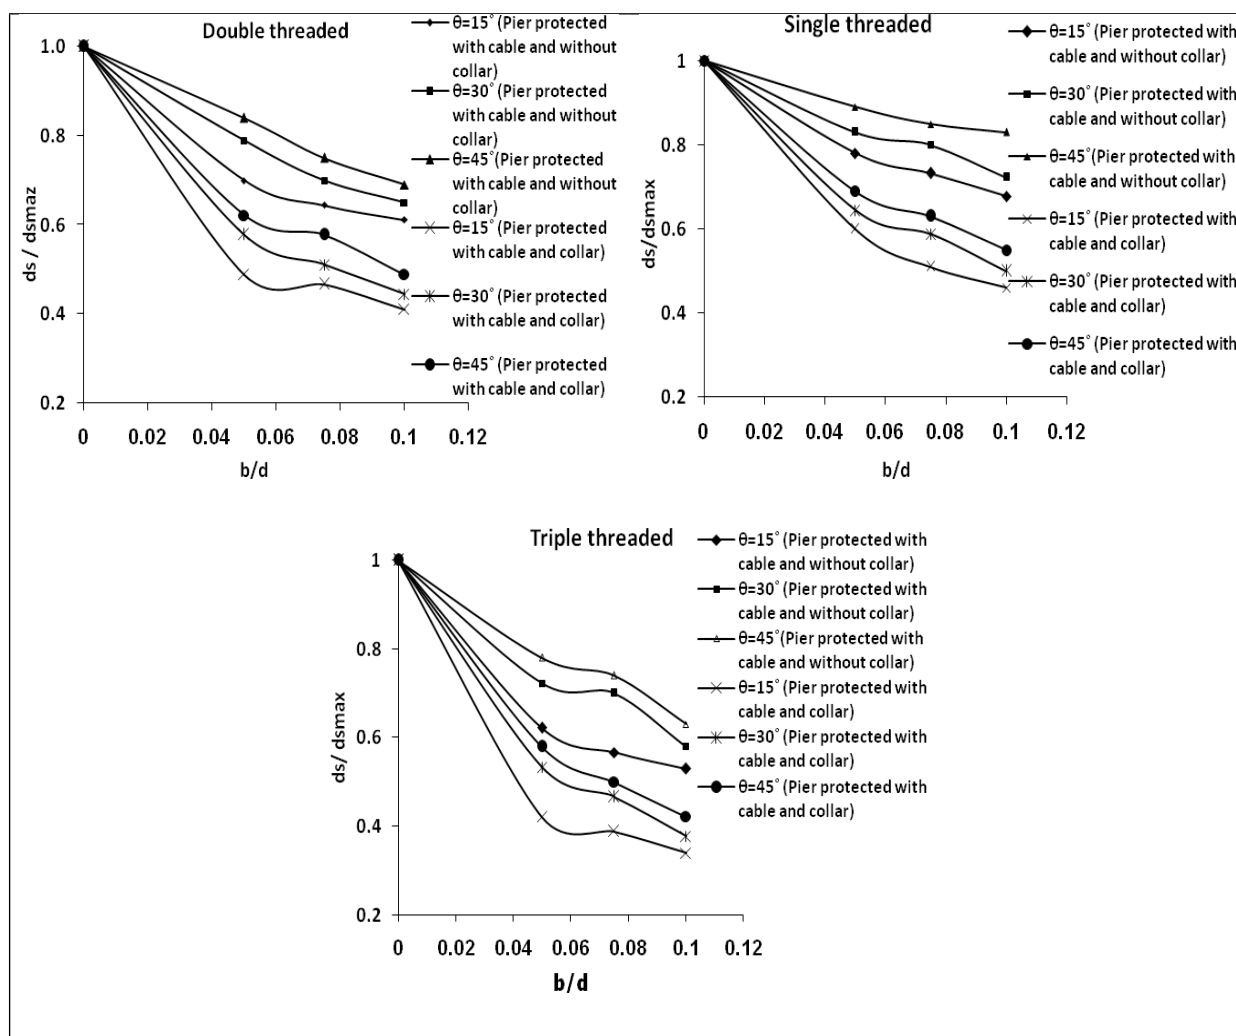 Double threaded
1.0
0.8
0.6
0.4
0.2
ds / dsmaz
0
0.02
0.04
0.06
0.08
0.1
0.12
b/d
θ=15° (Pier protected
with cable and without
collar)
θ=30° (Pier protected
with cable and without
collar)
θ=45° (Pier protected
with cable and without
collar)
θ=15° (Pier protected
with cable and collar)
θ=30° (Pier protected
with cable and collar)
θ=45° (Pier protected
with cable and collar)
Single threaded
1
0.8
0.6
0.4
0.2
ds/dsmax
0
0.02
0.04
0.06
0.08
0.1
0.12
b/d
θ=15° (Pier protected with
cable and without collar)
θ=30° (Pier protected with
cable and without collar)
θ=45°(Pier protected with
cable and without collar)
θ=15° (Pier protected with
cable and collar)
θ=30° (Pier protected with
cable and collar)
θ=45° (Pier protected with
cable and collar)
Triple threaded
1
0.8
0.6
0.4
0.2
ds/ dsmax
0
0.02
0.04
0.06
0.08
0.1
0.12
b/d
θ=15° (Pier protected with
cable and without collar)
θ=30° (Pier protected with
cable and without collar)
θ=45°(Pier protected with
cable and without collar)
θ=15° (Pier protected with
cable and collar)
θ=30° (Pier protected with
cable and collar)
θ=45° (Pier protected with
cable and collar)